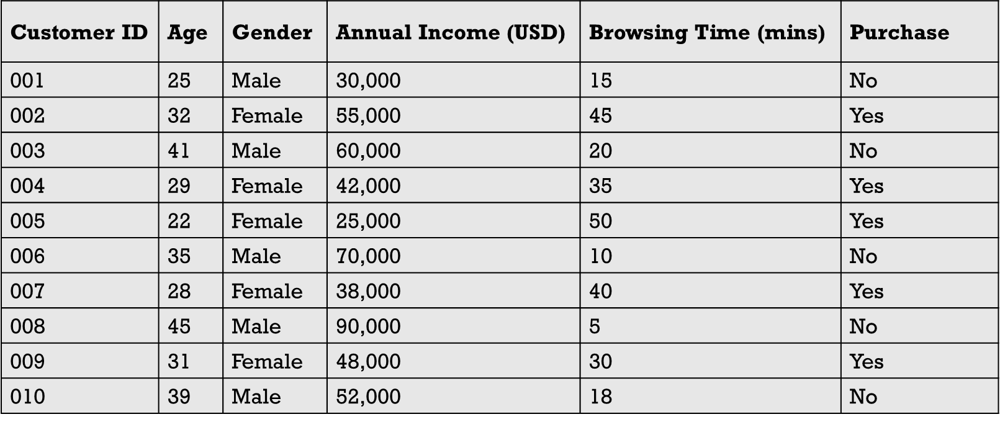 Customer ID Age Gender Annual Income (USD) Browsing Time (mins) Purchase
001 25 Male 30,000 15 No
002 32 Female 55,000 45 Yes
003 41 Male 60,000 20 No
004 29 Female 42,000 35 Yes
005 22 Female 25,000 50 Yes
006 35 Male 70,000 10 No
007 28 Female 38,000 40 Yes
008 45 Male 90,000 5 No
009 31 Female 48,000 30 Yes
010 39 Male 52,000 18 No